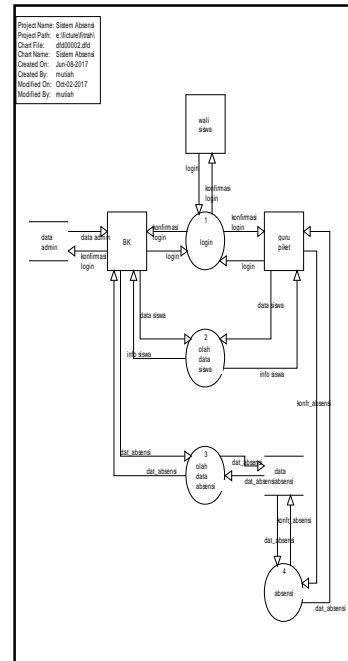 Project Name: Sistem Absensi
Project Path: e:\ficture\fitrah\
Chart File: dfd00002.dfd
Chart Name: Sistem Absensi
Created On: Jun-08-2017
Created By: mutiah
Modified On: Oct-02-2017
Modified By: mutiah
wali
siswa
login
konfirmasi
login
data
admin
data admin
konfirmasi
login
BK
konfirmasi
login
login
1
login
konfirmasi
login
login
guru
piket
data siswa
info siswa
2
olah
data
siswa
data siswa
info siswa
konfr_absensi
dat_absensi
dat_absensi
3
olah
data
absensi
dat_absensi
dat_absensi
data
absensi
dat_absensi
konfr_absensi
4
absensi
dat_absensi